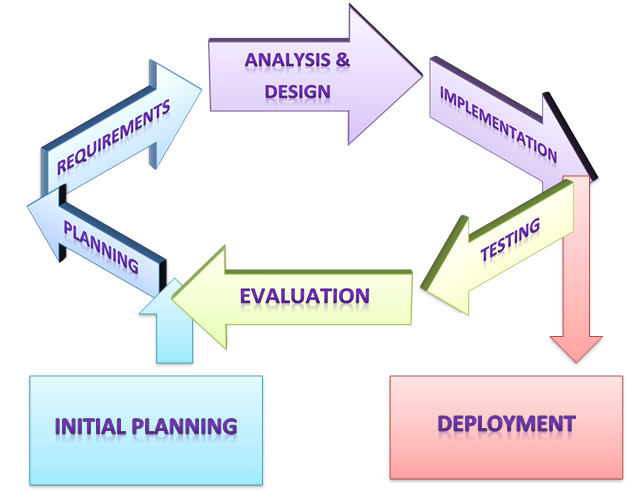 ANALYSIS &
DESIGN
IMPLEMENTATION
REQUIREMENTS
TESTING
PLANNING
EVALUATION
INITIAL PLANNING
DEPLOYMENT